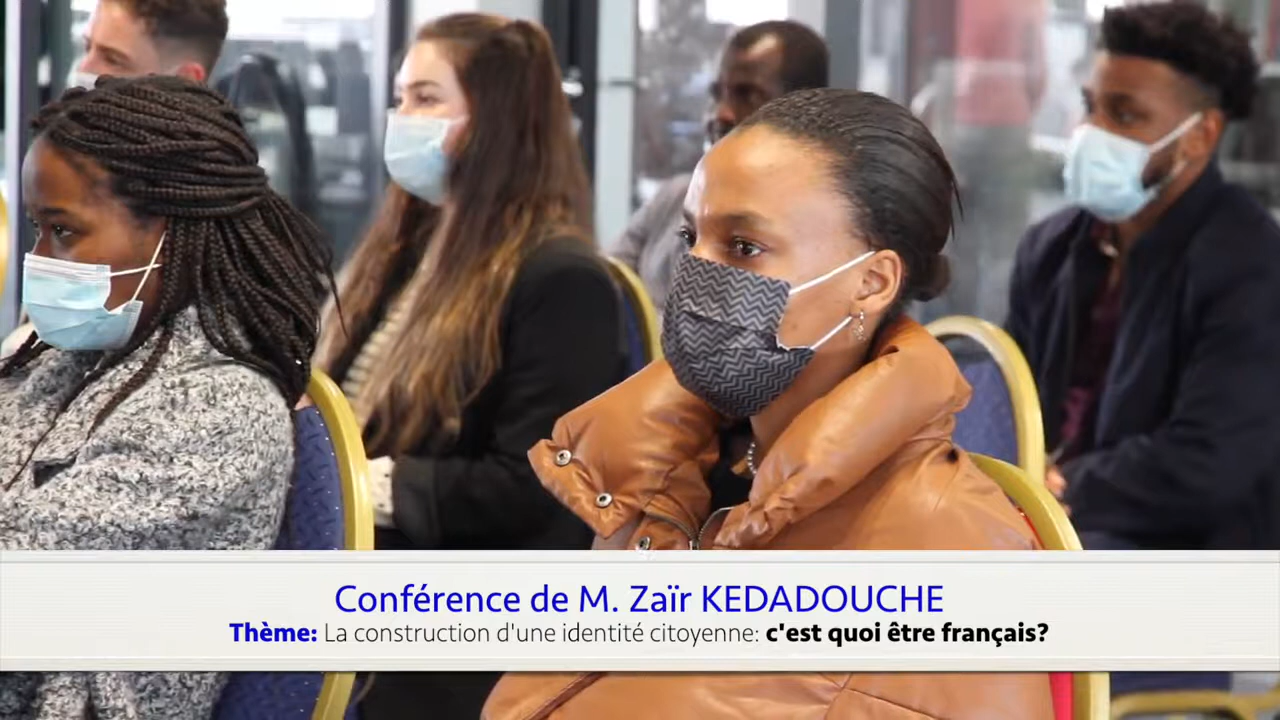 Conférence de M. Zaïr KEDADOUCHE
Thème: La construction d'une identité citoyenne: c'est quoi être français?